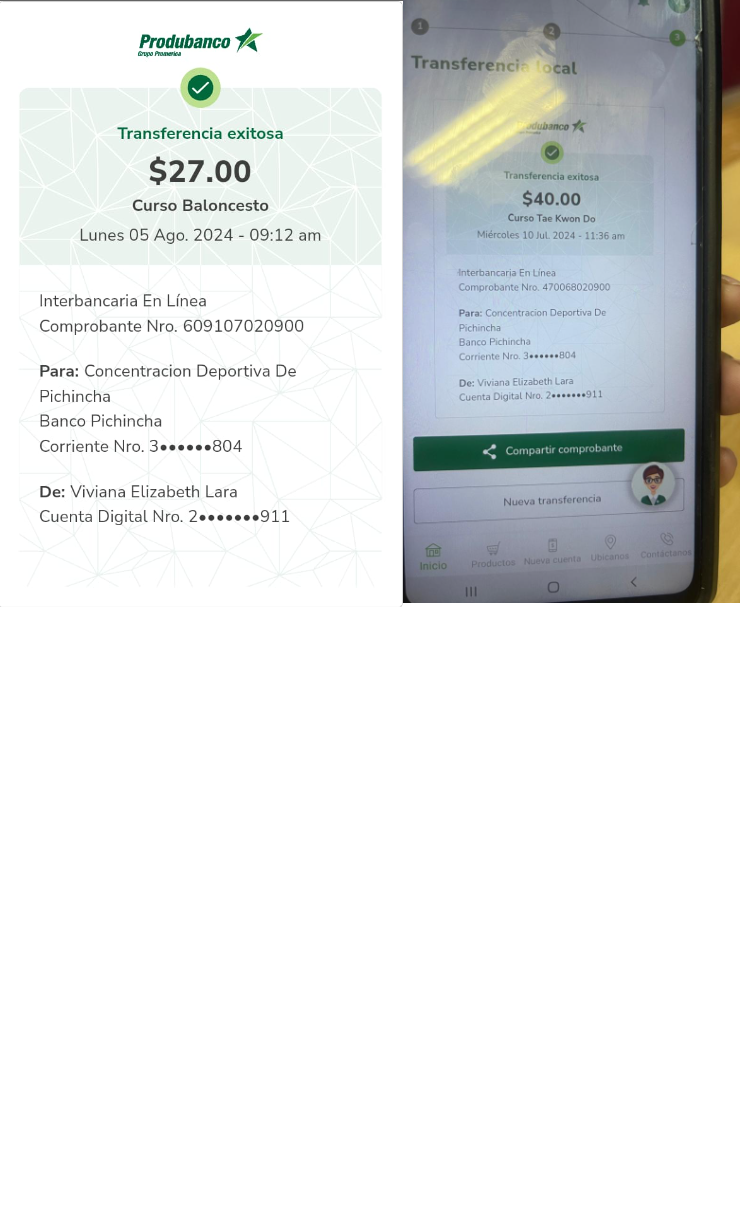 Produbanco
Grupo Promerica
Transferencia exitosa
$27.00
Curso Baloncesto
Lunes 05 Ago. 2024 - 09:12 am
Interbancaria En Línea
Comprobante Nro. 609107020900
Para: Concentracion Deportiva De
Pichincha
Banco Pichincha
Corriente Nro. 3••••••804
De: Viviana Elizabeth Lara
Cuenta Digital Nro. 2•••••••911
1
2
3
Transferencia local
Produbanco
Transferencia exitosa
$40.00
Curso Tae Kwon Do
Miércoles 10 Jul. 2024 - 11:36 am
Interbancaria En Línea
Comprobante Nro. 470068020900
Para: Concentracion Deportiva De
Pichincha
Banco Pichincha
Corriente Nro. 3••••••804
De: Viviana Elizabeth Lara
Cuenta Digital Nro. 2•••••••911
Compartir comprobante
Nueva transferencia
Inicio
Productos
Nueva cuenta
Ubícanos
Contáctanos